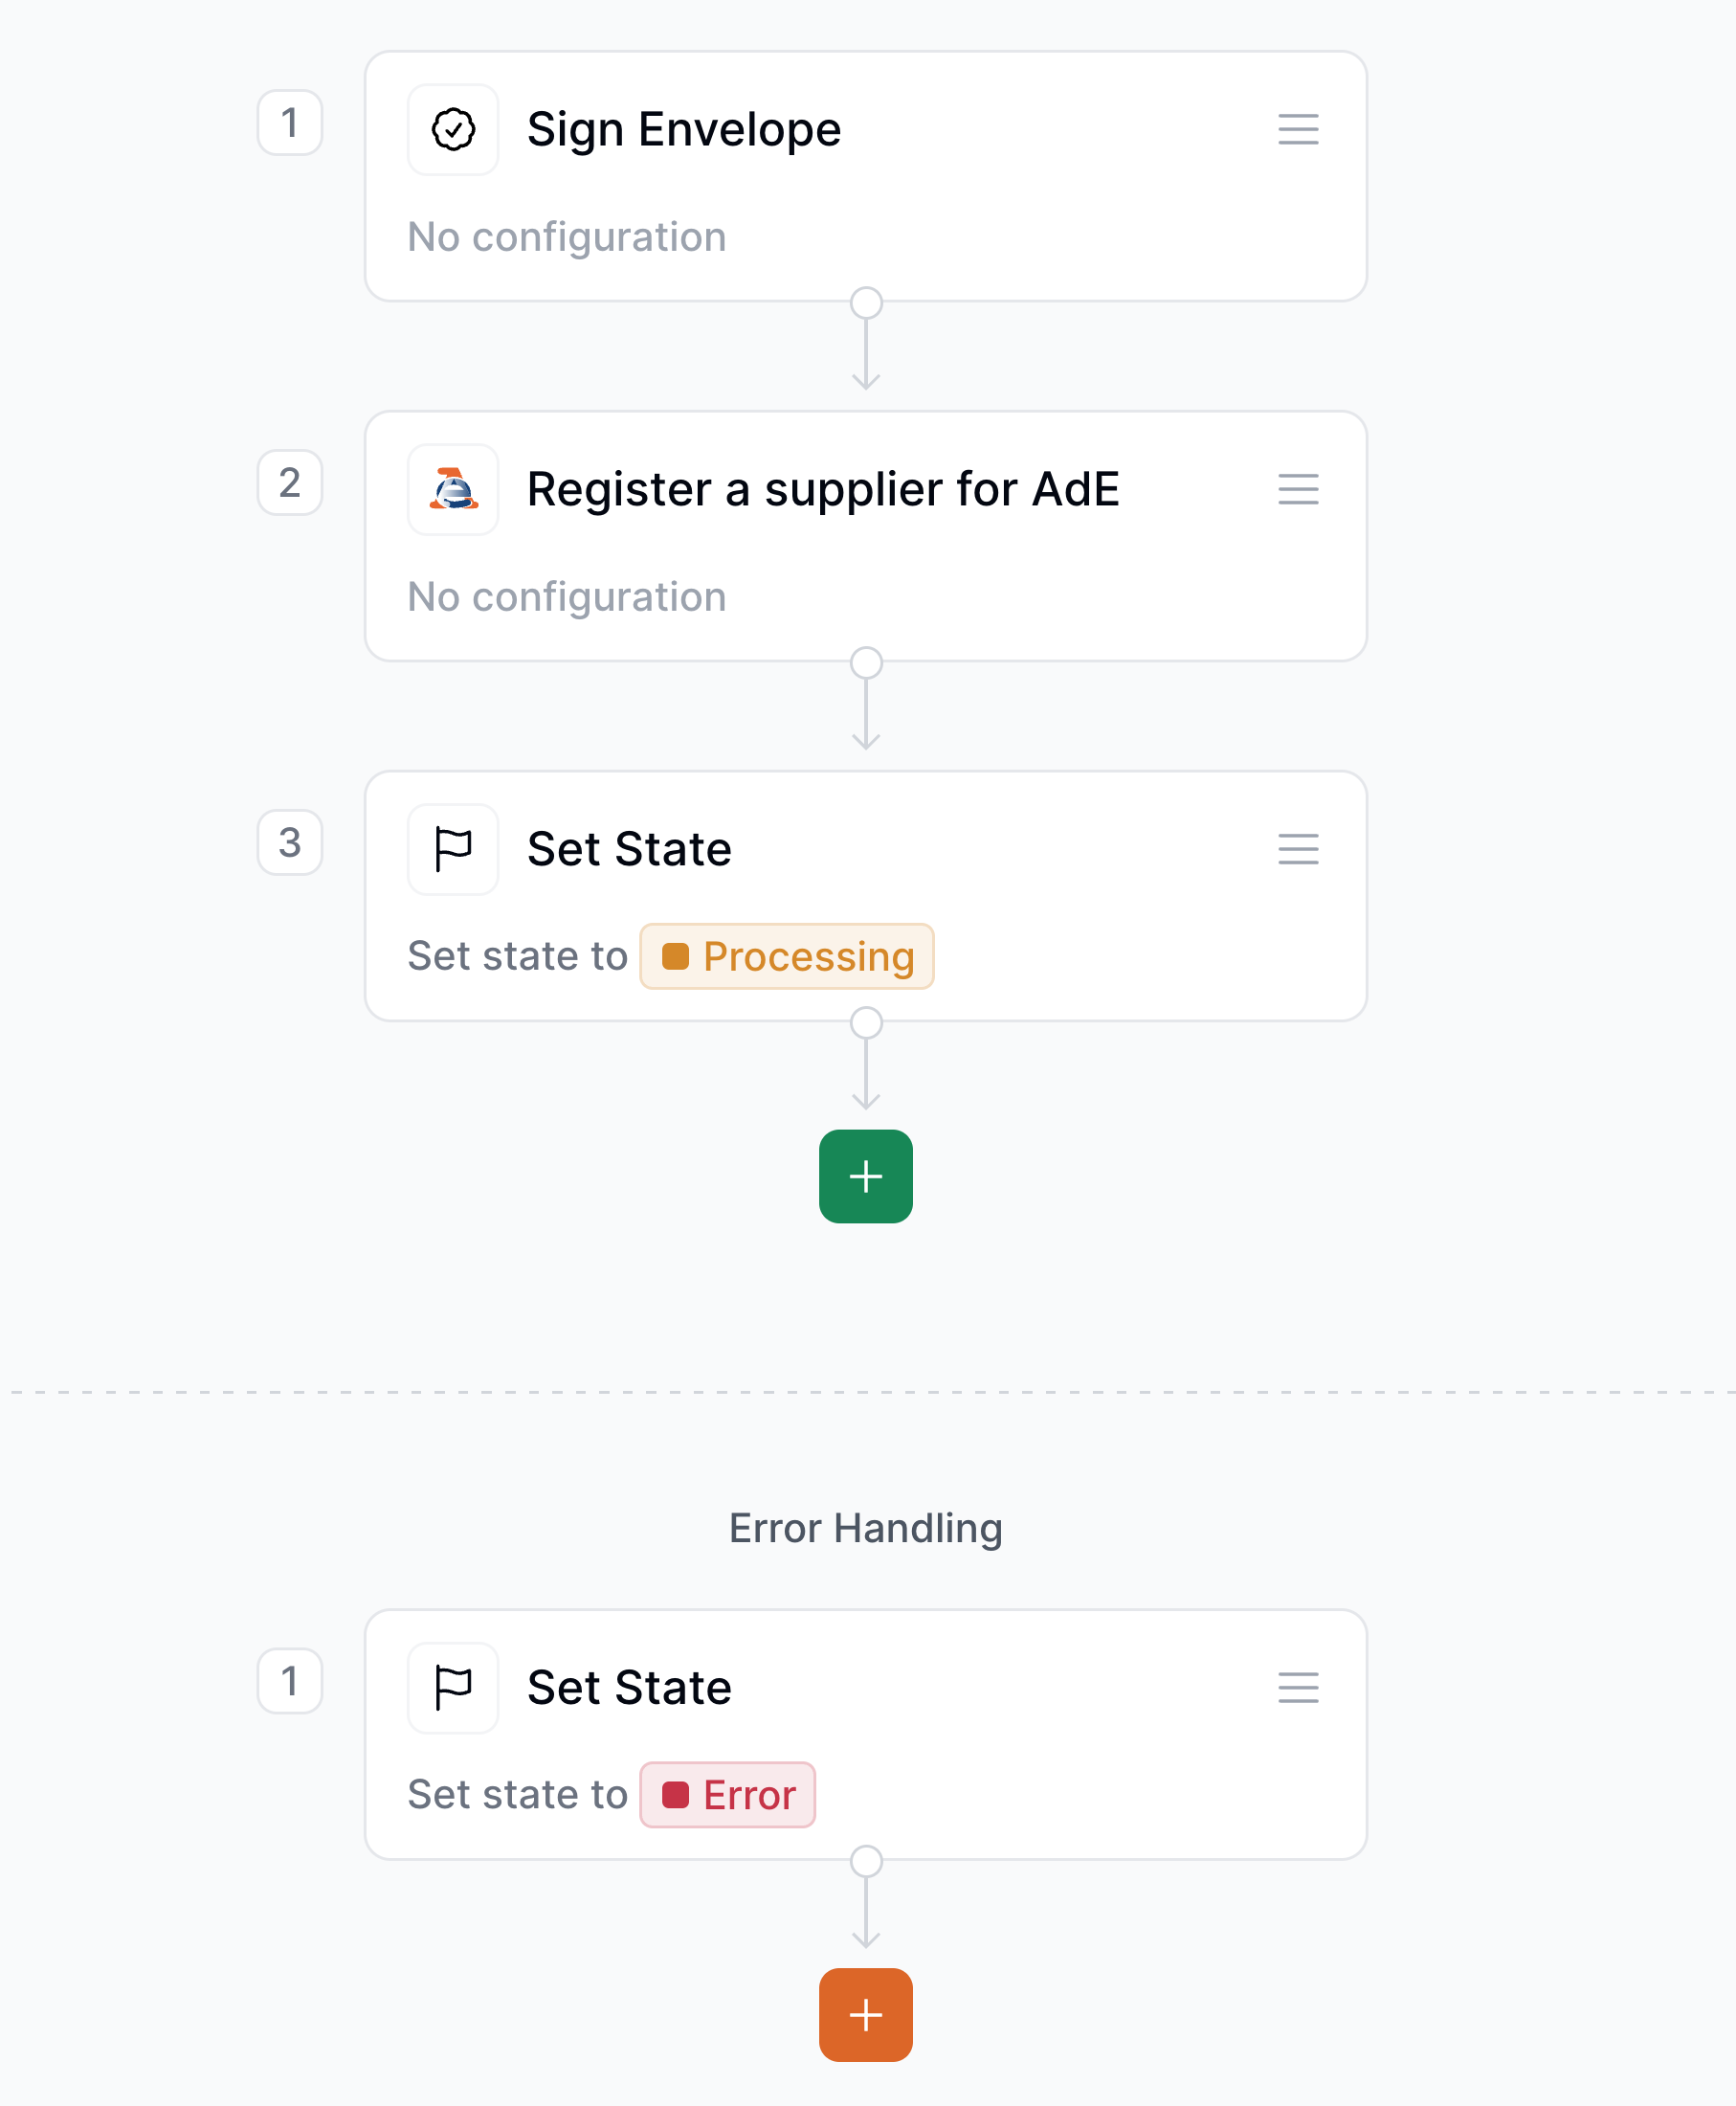 1
Sign Envelope
No configuration
2
Register a supplier for AdE
No configuration
3
Set State
Set state to Processing
Error Handling
1
Set State
Set state to Error